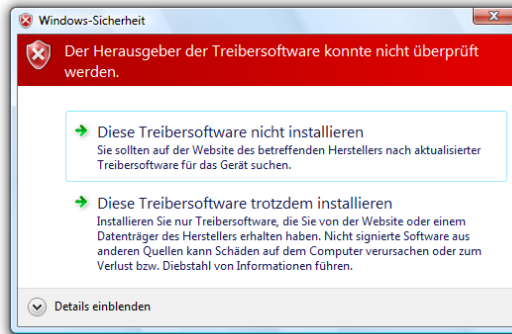 Windows-Sicherheit
Der Herausgeber der Treibersoftware konnte nicht überprüft
werden.
Diese Treibersoftware nicht installieren
Sie sollten auf der Website des betreffenden Herstellers nach aktualisierter
Treibersoftware für das Gerät suchen.
Diese Treibersoftware trotzdem installieren
Installieren Sie nur Treibersoftware, die Sie von der Website oder einem
Datenträger des Herstellers erhalten haben. Nicht signierte Software aus
anderen Quellen kann Schäden auf dem Computer verursachen oder zum
Verlust bzw. Diebstahl von Informationen führen.
Details einblenden